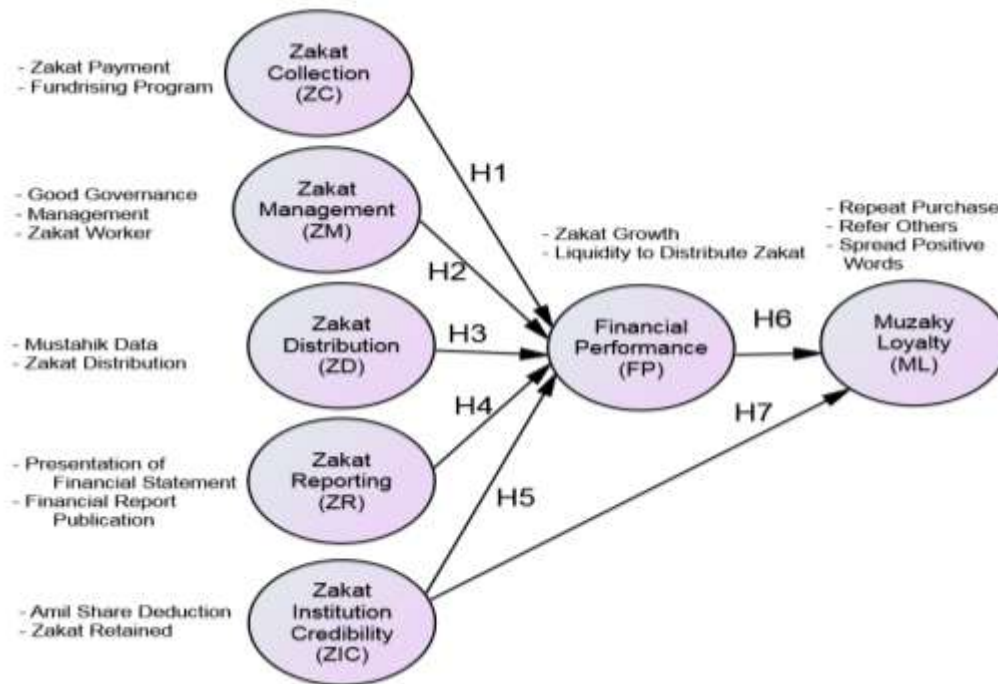 - Zakat Payment
- Fundrising Program
Zakat
Collection
(ZC)
H1
- Good Governance
- Management
- Zakat Worker
Zakat
Management
(ZM)
H2
- Zakat Growth
- Liquidity to Distribute Zakat
- Repeat Purchase
- Refer Others
- Spread Positive
Words
- Mustahik Data
- Zakat Distribution
Zakat
Distribution
(ZD)
H3
Financial
Performance
(FP)
H6
Muzaky
Loyalty
(ML)
H4
H7
- Presentation of
Financial Statement
- Financial Report
Publication
Zakat
Reporting
(ZR)
H5
- Amil Share Deduction
- Zakat Retained
Zakat
Institution
Credibility
(ZIC)